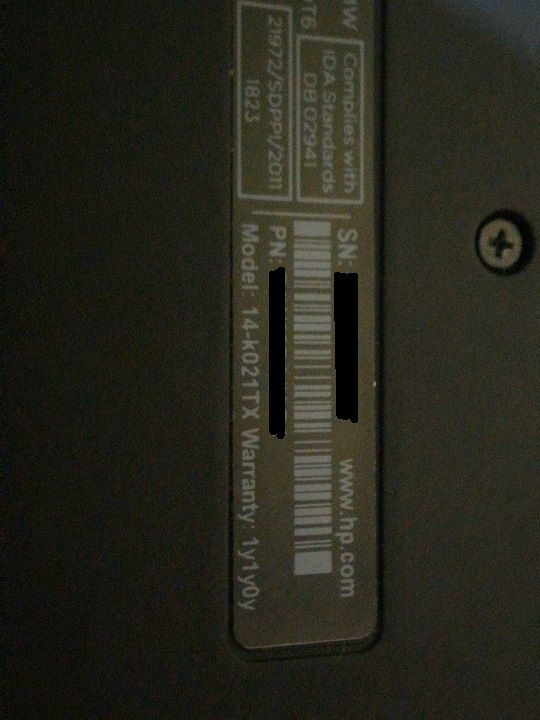 Complies with
IDA Standards
DB 02941
21972/SDPPI/2011
1823
SN:
www.hp.com
PN:
Model: 14-k021TX Warranty: 1y1y0y